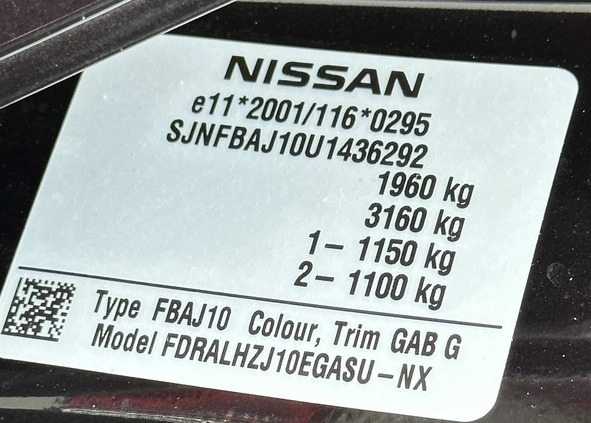 NISSAN
e11*2001/116*0295
SJNFBAJ10U1436292
1960 kg
3160 kg
1– 1150 kg
2– 1100 kg
Type FBAJ10 Colour, Trim GAB G
Model FDRALHZJ10EGASU–NX